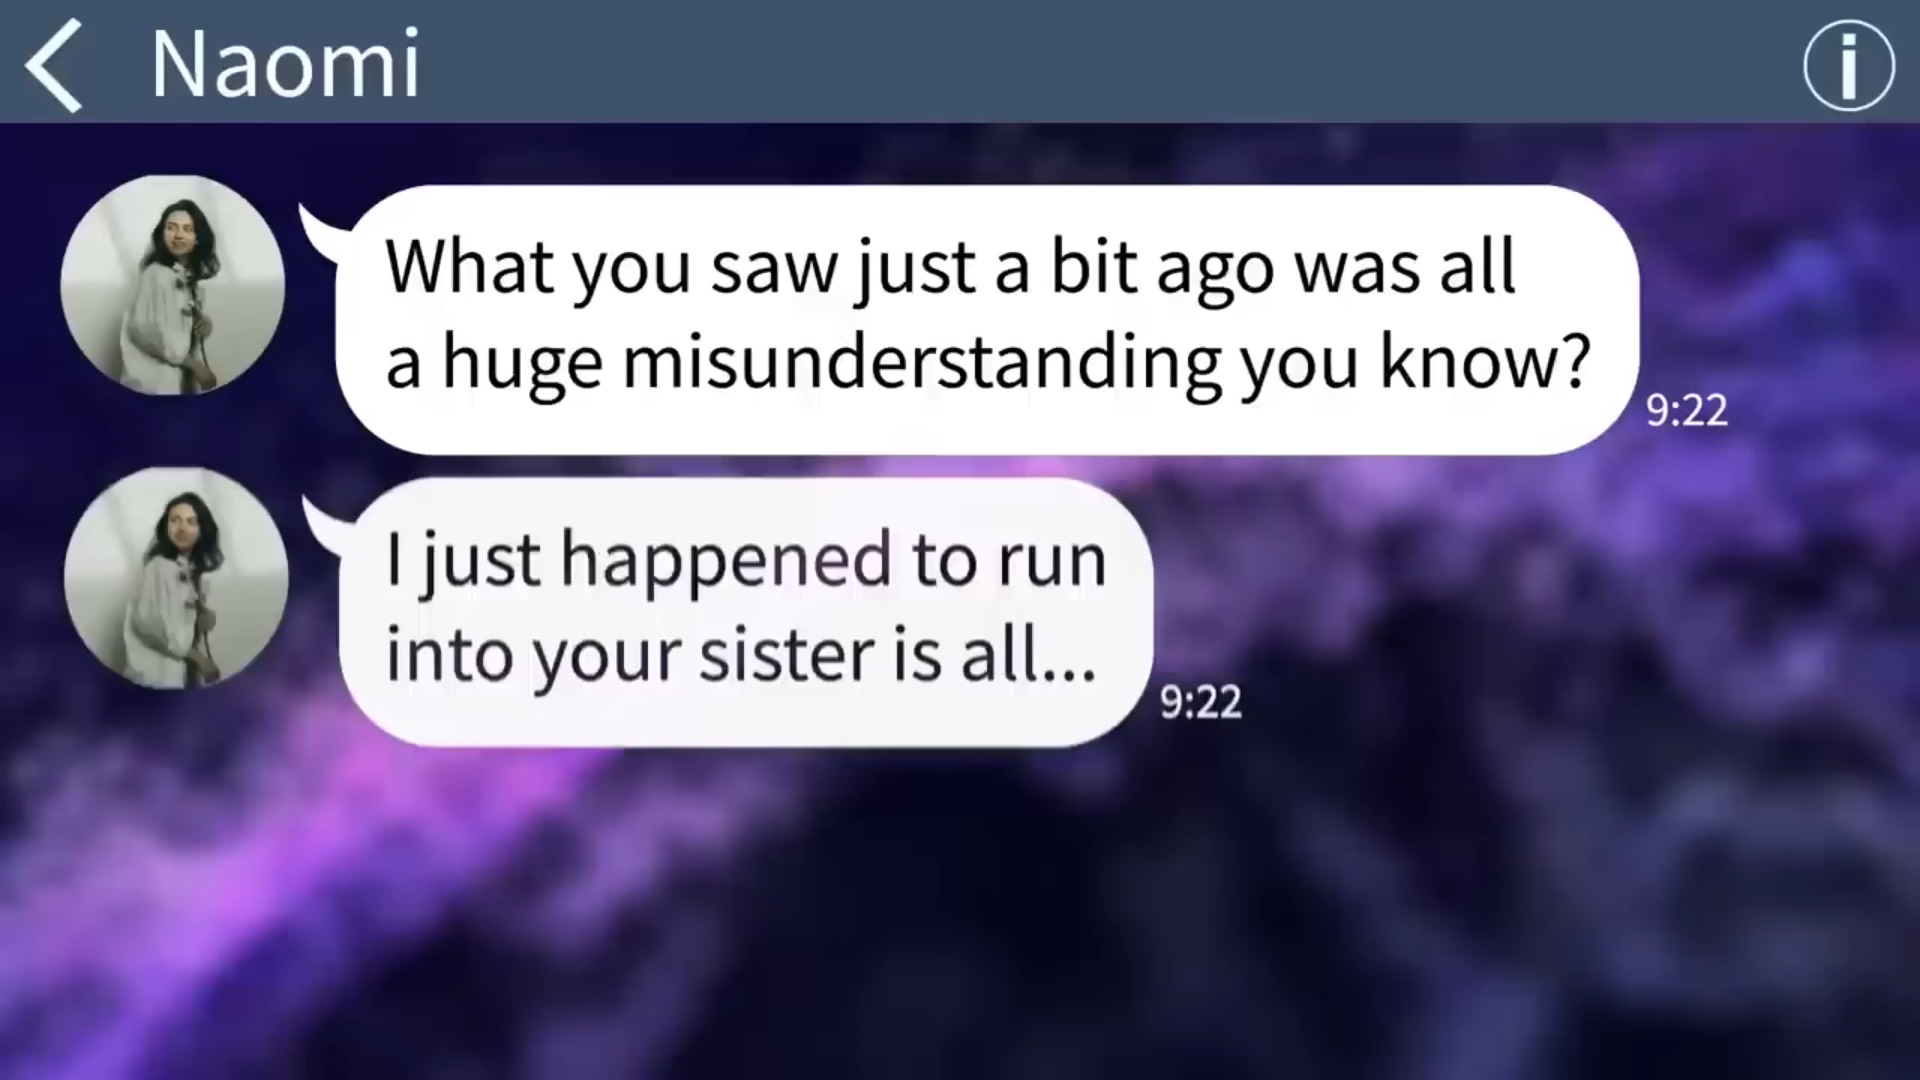 Naomi
What you saw just a bit ago was all
a huge misunderstanding you know?
9:22
I just happened to run
into your sister is all...
9:22